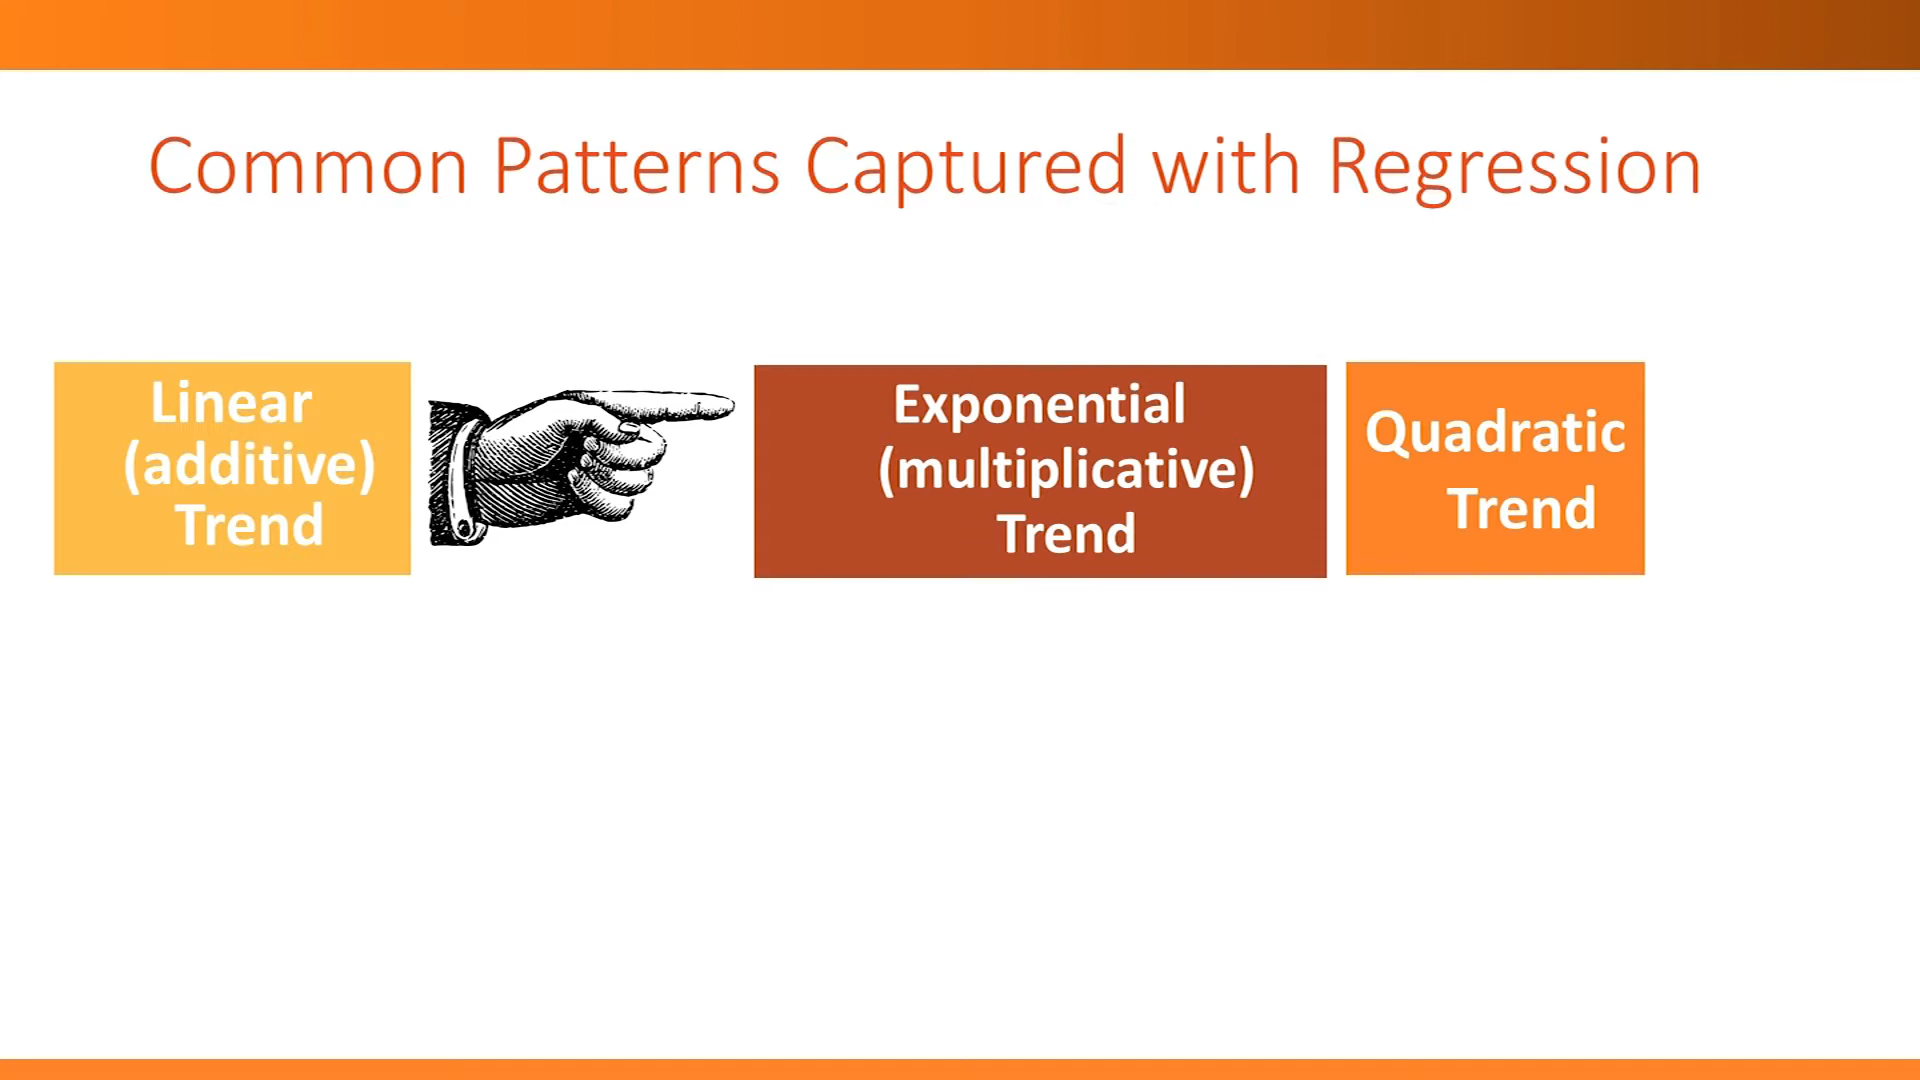 Common Patterns Captured with Regression
Linear
(additive)
Trend
Exponential
(multiplicative)
Trend
Quadratic
Trend